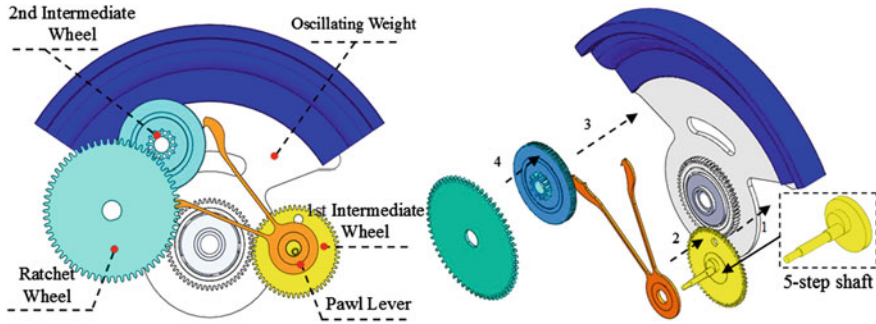 2nd Intermediate
Wheel
Oscillating Weight
1st Intermediate
Wheel
Ratchet
Wheel
Pawl Lever
3
4
1
2
5-step shaft